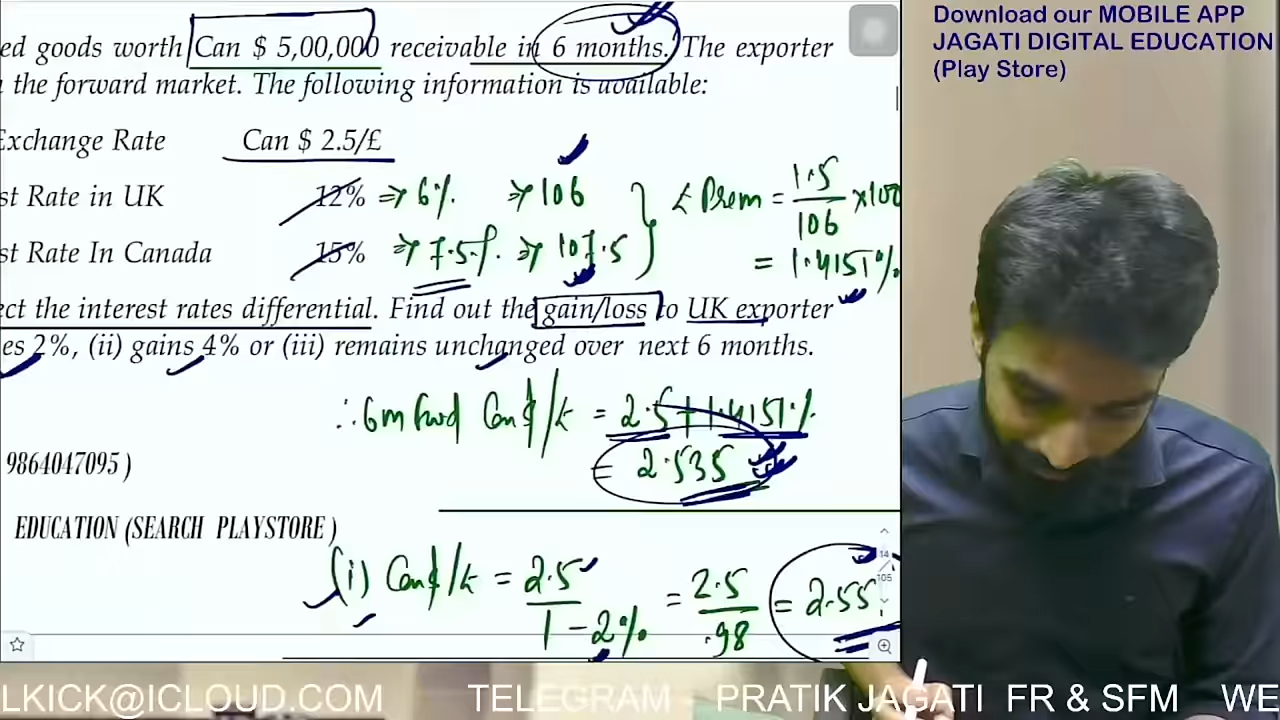 Download our MOBILE APP
JAGATI DIGITAL EDUCATION
(Play Store)
ed goods worth Can $ 5,00,000 receivable in 6 months. The exporter
the forward market. The following information is available:
Exchange Rate Can $ 2.5/£
st Rate in UK 12% ⇒ 6% ⇒ 106
st Rate In Canada 15% ⇒ 7.5% ⇒ 107.5
£ Prem = 1.5/106 × 100
= 1.4151%
ect the interest rates differential. Find out the gain/loss to UK exporter
es 2%, (ii) gains 4% or (iii) remains unchanged over next 6 months.
∴ 6m Fwd Can$/£ = 2.5 + 1.4151%
= 2.535
9864047095 )
EDUCATION (SEARCH PLAYSTORE )
(i) Can$/£ = 2.5/1-2% = 2.5/.98 = 2.551
14
105
LKICK@ICLOUD.COM TELEGRAM - PRATIK JAGATI FR & SFM WE